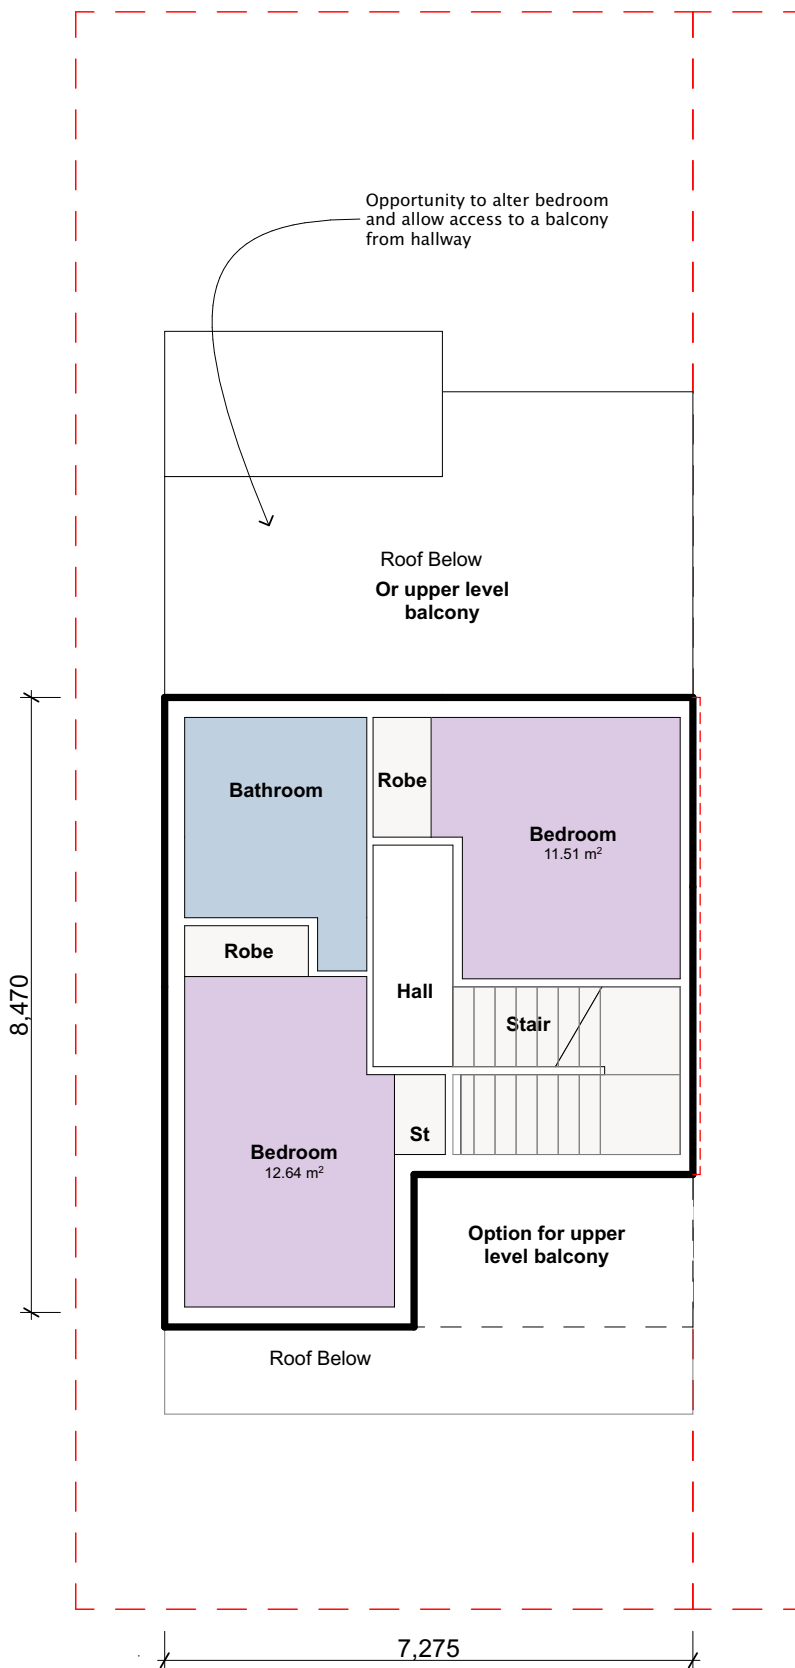 Opportunity to alter bedroom
and allow access to a balcony
from hallway
Roof Below
Or upper level
balcony
Bathroom
Robe
Bedroom
11.51 m²
Robe
Hall
Stair
8,470
St
Bedroom
12.64 m²
Option for upper
level balcony
Roof Below
7,275